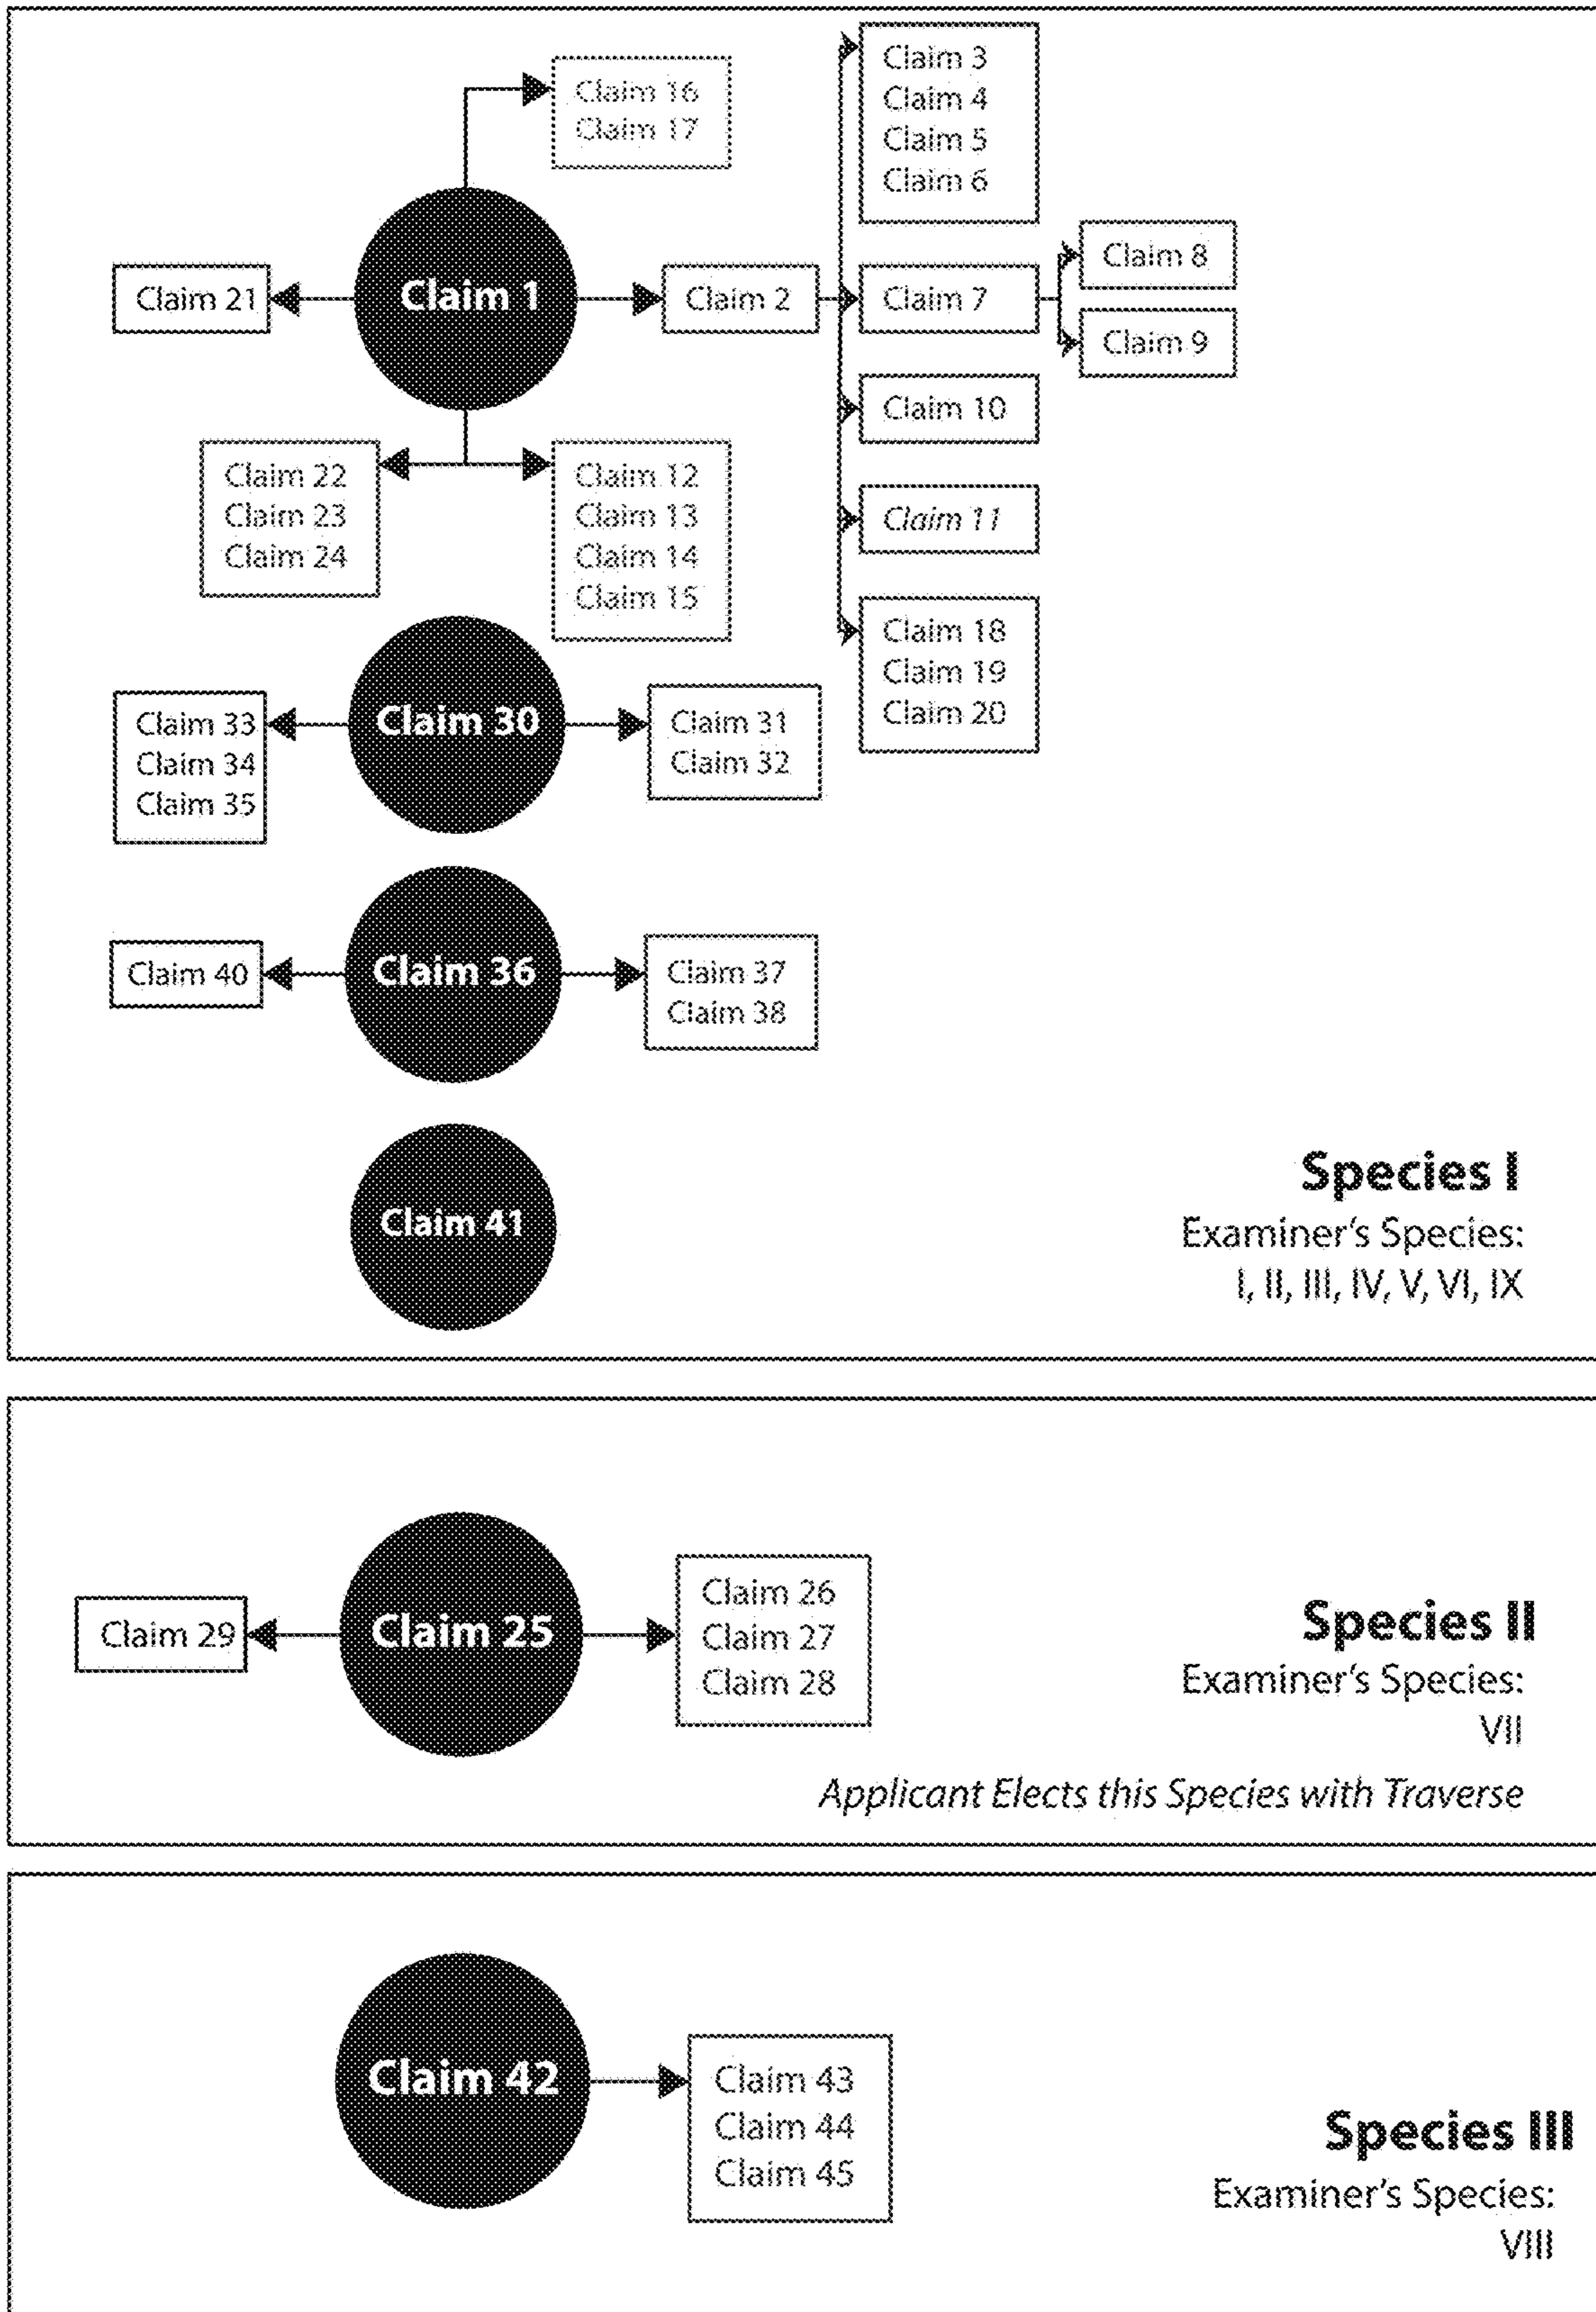 Claim 16
Claim 17
Claim 3
Claim 4
Claim 5
Claim 6
Claim 21
Claim 1
Claim 2
Claim 7
Claim 8
Claim 9
Claim 10
Claim 11
Claim 22
Claim 23
Claim 24
Claim 12
Claim 13
Claim 14
Claim 15
Claim 18
Claim 19
Claim 20
Claim 33
Claim 34
Claim 35
Claim 30
Claim 31
Claim 32
Claim 40
Claim 36
Claim 37
Claim 38
Claim 41
Species I
Examiner's Species:
I, II, III, IV, V, VI, IX
Claim 29
Claim 25
Claim 26
Claim 27
Claim 28
Species II
Examiner's Species:
VII
Applicant Elects this Species with Traverse
Claim 42
Claim 43
Claim 44
Claim 45
Species III
Examiner's Species:
VIII